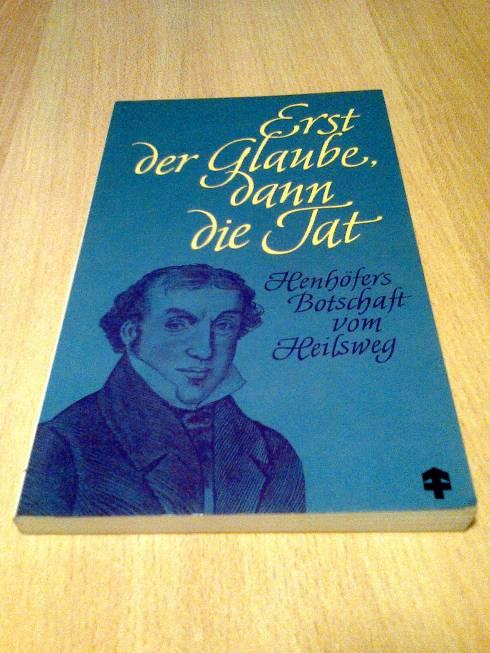 Erst
der Glaube,
dann
die Tat
Henhöfers
Botschaft
vom
Heilsweg